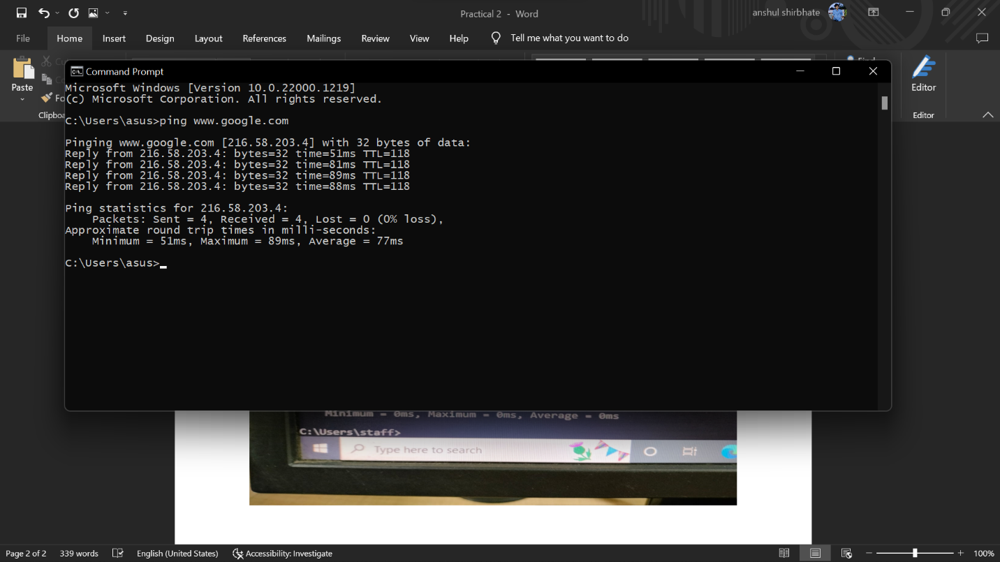 Practical 2 - Word
anshul shirbhate
File Home Insert Design Layout References Mailings Review View Help Tell me what you want to do
Paste
Clipboa
Find
Editor
Editor
Command Prompt
Microsoft Windows [Version 10.0.22000.1219]
(c) Microsoft Corporation. All rights reserved.
C:\Users\asus>ping www.google.com
Pinging www.google.com [216.58.203.4] with 32 bytes of data:
Reply from 216.58.203.4: bytes=32 time=51ms TTL=118
Reply from 216.58.203.4: bytes=32 time=81ms TTL=118
Reply from 216.58.203.4: bytes=32 time=89ms TTL=118
Reply from 216.58.203.4: bytes=32 time=88ms TTL=118
Ping statistics for 216.58.203.4:
Packets: Sent = 4, Received = 4, Lost = 0 (0% loss),
Approximate round trip times in milli-seconds:
Minimum = 51ms, Maximum = 89ms, Average = 77ms
C:\Users\asus>
Minimum = 0ms, Maximum = 0ms, Average = 0ms
C:\Users\staff>
Type here to search
Page 2 of 2 339 words English (United States) Accessibility: Investigate 100%